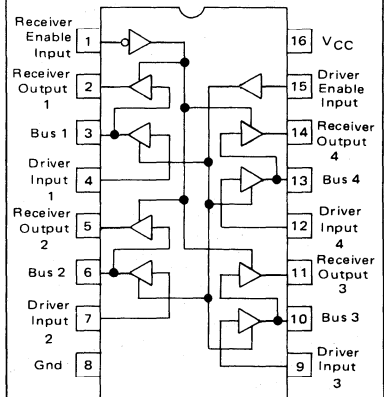 Receiver
Enable
Input
1
Receiver
Output
1
2
Bus 1
3
Driver
Input
1
4
Receiver
Output
2
5
Bus 2
6
Driver
Input
2
7
Gnd
8
16
VCC
15
Driver
Enable
Input
14
Receiver
Output
4
13
Bus 4
12
Driver
Input
4
11
Receiver
Output
3
10
Bus 3
9
Driver
Input
3